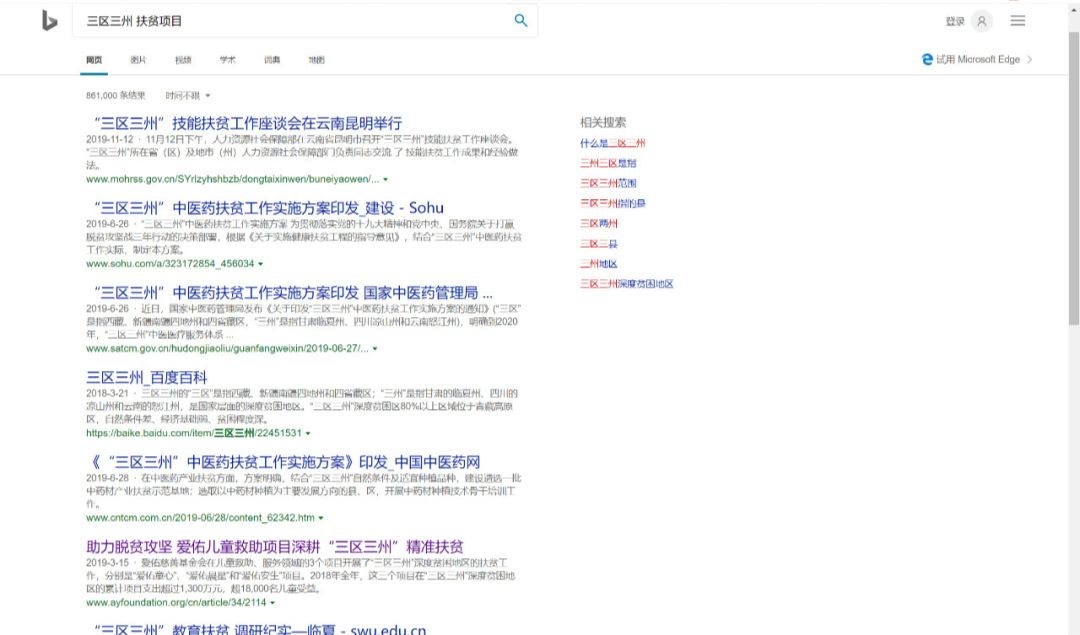 三区三州 扶贫项目
登录
网页 图片 视频 学术 词典 地图
试用 Microsoft Edge
861,000 条结果 时间不限
“三区三州”技能扶贫工作座谈会在云南昆明举行
2019-11-12 · 11月12日下午，人力资源社会保障部在云南省昆明市召开“三区三州”技能扶贫工作座谈会。
“三区三州”所在省（区）及地市（州）人力资源社会保障部门负责同志交流 了 技能扶贫工作成果和经验做
法。
www.mohrss.gov.cn/SYrlzyhshbzb/dongtaixinwen/buneiyaowen/...
“三区三州”中医药扶贫工作实施方案印发_建设 - Sohu
2019-6-26 · “三区三州”中医药扶贫工作实施方案 为贯彻落实党的十九大精神和党中央、国务院关于打赢
脱贫攻坚战三年行动的决策部署，根据《关于实施健康扶贫工程的指导意见》，结合“三区三州”中医药扶贫
工作实际，制定本方案。
www.sohu.com/a/323172854_456034
“三区三州”中医药扶贫工作实施方案印发 国家中医药管理局 ...
2019-6-26 · 近日，国家中医药管理局发布《关于印发“三区三州”中医药扶贫工作实施方案的通知》(“三区”
是指西藏、新疆南疆四地州和四省藏区，“三州”是指甘肃临夏州、四川凉山州和云南怒江州)，明确到2020
年，“三区三州”中医医疗服务体系 ...
www.satcm.gov.cn/hudongjiaoliu/guanfangweixin/2019-06-27/...
三区三州_百度百科
2018-3-21 · 三区三州的“三区”是指西藏、新疆南疆四地州和四省藏区；“三州”是指甘肃的临夏州、四川的
凉山州和云南的怒江州，是国家层面的深度贫困地区。“三区三州”深度贫困区80%以上区域位于青藏高原
区，自然条件差、经济基础弱、贫困程度深。
https://baike.baidu.com/item/三区三州/22451531
《“三区三州”中医药扶贫工作实施方案》印发_中国中医药网
2019-6-28 · 在中医药产业扶贫方面，方案明确，结合“三区三州”自然条件及适宜种植品种，建设遴选一批
中药材产业扶贫示范基地；选取以中药材种植为主要发展方向的县、区，开展中药材种植技术骨干培训工
作。
www.cntcm.com.cn/2019-06/28/content_62342.htm
助力脱贫攻坚 爱佑儿童救助项目深耕“三区三州”精准扶贫
2019-3-15 · 爱佑慈善基金会在儿童救助、服务领域的3个项目开展了“三区三州”深度贫困地区的扶贫工
作，分别是“爱佑童心”、“爱佑晨星”和“爱佑安生”项目。2018年全年，这三个项目在“三区三州”深度贫困地
区的累计项目支出超过1,300万元，超18,000名儿童受益。
www.ayfoundation.org/cn/article/34/2114
“三区三州”教育扶贫 调研纪实—临夏 - swu.edu.cn
相关搜索
什么是三区三州
三州三区是指
三区三州范围
三区三州指的是
三区两州
三区三县
三州地区
三区三州深度贫困地区